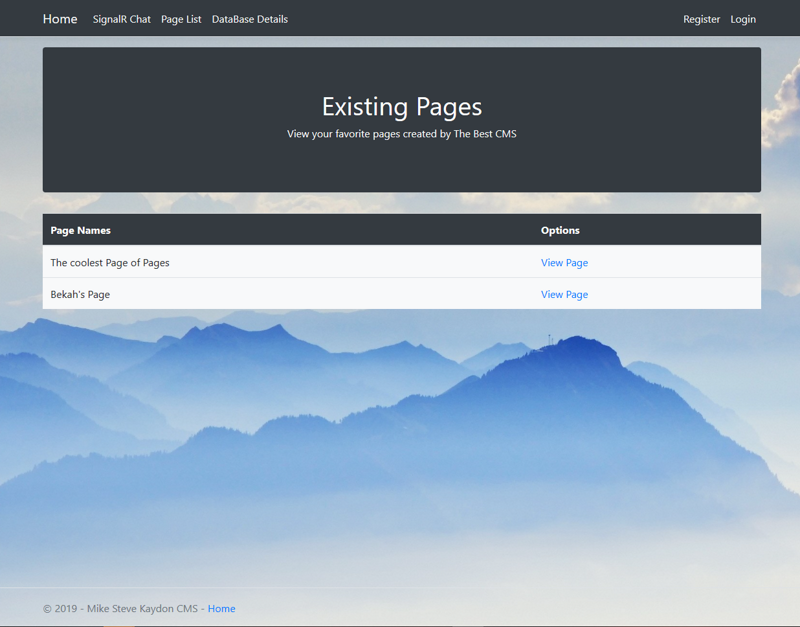 Home SignalR Chat Page List DataBase Details Register Login
Existing Pages
View your favorite pages created by The Best CMS
Page Names Options
The coolest Page of Pages View Page
Bekah's Page View Page
© 2019 - Mike Steve Kaydon CMS - Home